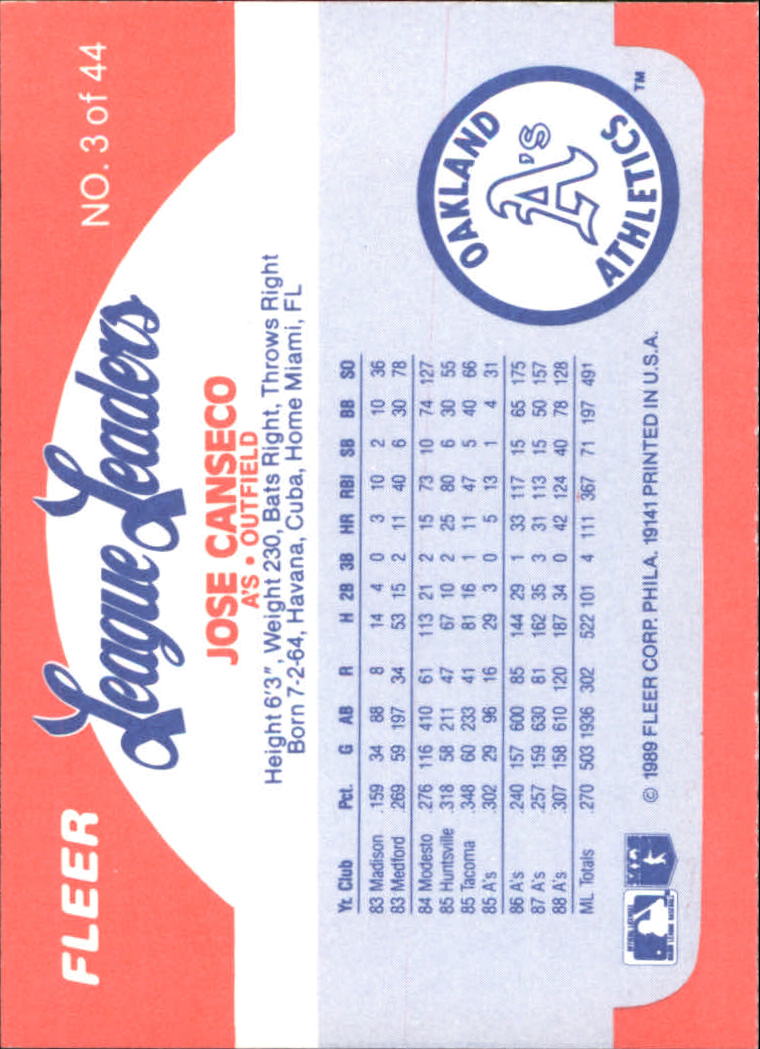 FLEER
NO. 3 of 44
League Leaders
JOSE CANSECO
A'S • OUTFIELD
Height 6'3", Weight 230, Bats Right, Throws Right
Born 7-2-64, Havana, Cuba, Home Miami, FL
Yr. Club Pct. G AB R H 2B 3B HR RBI SB BB SO
83 Madison .159 34 88 8 14 4 0 3 10 2 10 36
83 Medford .269 59 197 34 53 15 2 11 40 6 30 78
84 Modesto .276 116 410 61 113 21 2 15 73 10 74 127
85 Huntsville .318 58 211 47 67 10 2 25 80 6 30 55
85 Tacoma .348 60 233 41 81 16 1 11 47 5 40 66
85 A's .302 29 96 16 29 3 0 5 13 1 4 31
86 A's .240 157 600 85 144 29 1 33 117 15 65 175
87 A's .257 159 630 81 162 35 3 31 113 15 50 157
88 A's .307 158 610 120 187 34 0 42 124 40 78 128
ML Totals .270 503 1936 302 522 101 4 111 367 71 197 491
OAKLAND
A'S
ATHLETICS
TM
© 1989 FLEER CORP. PHILA. 19141 PRINTED IN U.S.A.